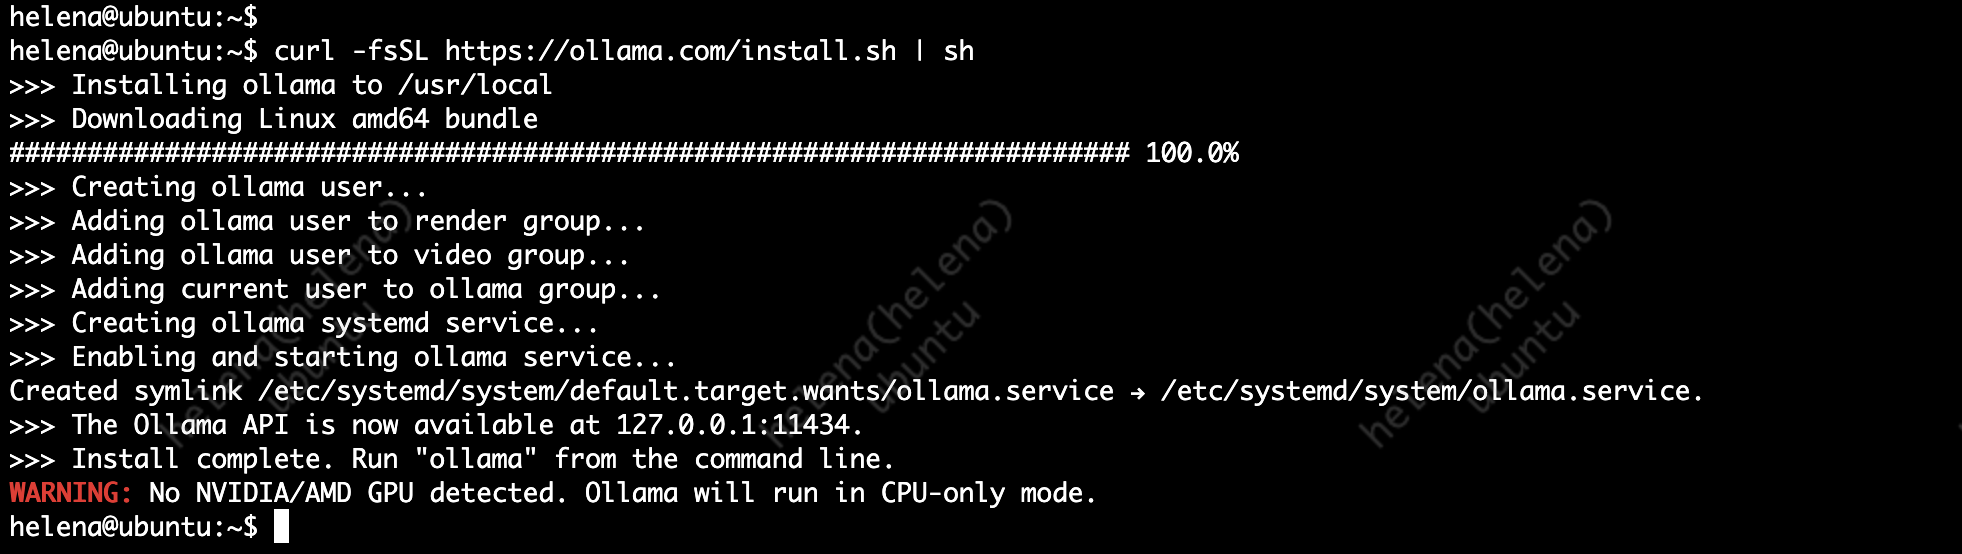 helena@ubuntu:~$
helena@ubuntu:~$ curl -fsSL https://ollama.com/install.sh | sh
>>> Installing ollama to /usr/local
>>> Downloading Linux amd64 bundle
######################################################################## 100.0%
>>> Creating ollama user...
>>> Adding ollama user to render group...
>>> Adding ollama user to video group...
>>> Adding current user to ollama group...
>>> Creating ollama systemd service...
>>> Enabling and starting ollama service...
Created symlink /etc/systemd/system/default.target.wants/ollama.service → /etc/systemd/system/ollama.service.
>>> The Ollama API is now available at 127.0.0.1:11434.
>>> Install complete. Run "ollama" from the command line.
WARNING: No NVIDIA/AMD GPU detected. Ollama will run in CPU-only mode.
helena@ubuntu:~$
helena(helena)
ubuntu
helena(helena)
ubuntu
helena(helena)
ubuntu